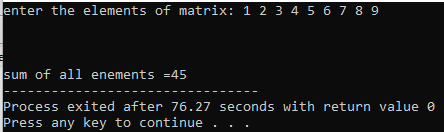 enter the elements of matrix: 1 2 3 4 5 6 7 8 9
sum of all enements =45
--------------------------------
Process exited after 76.27 seconds with return value 0
Press any key to continue . . .